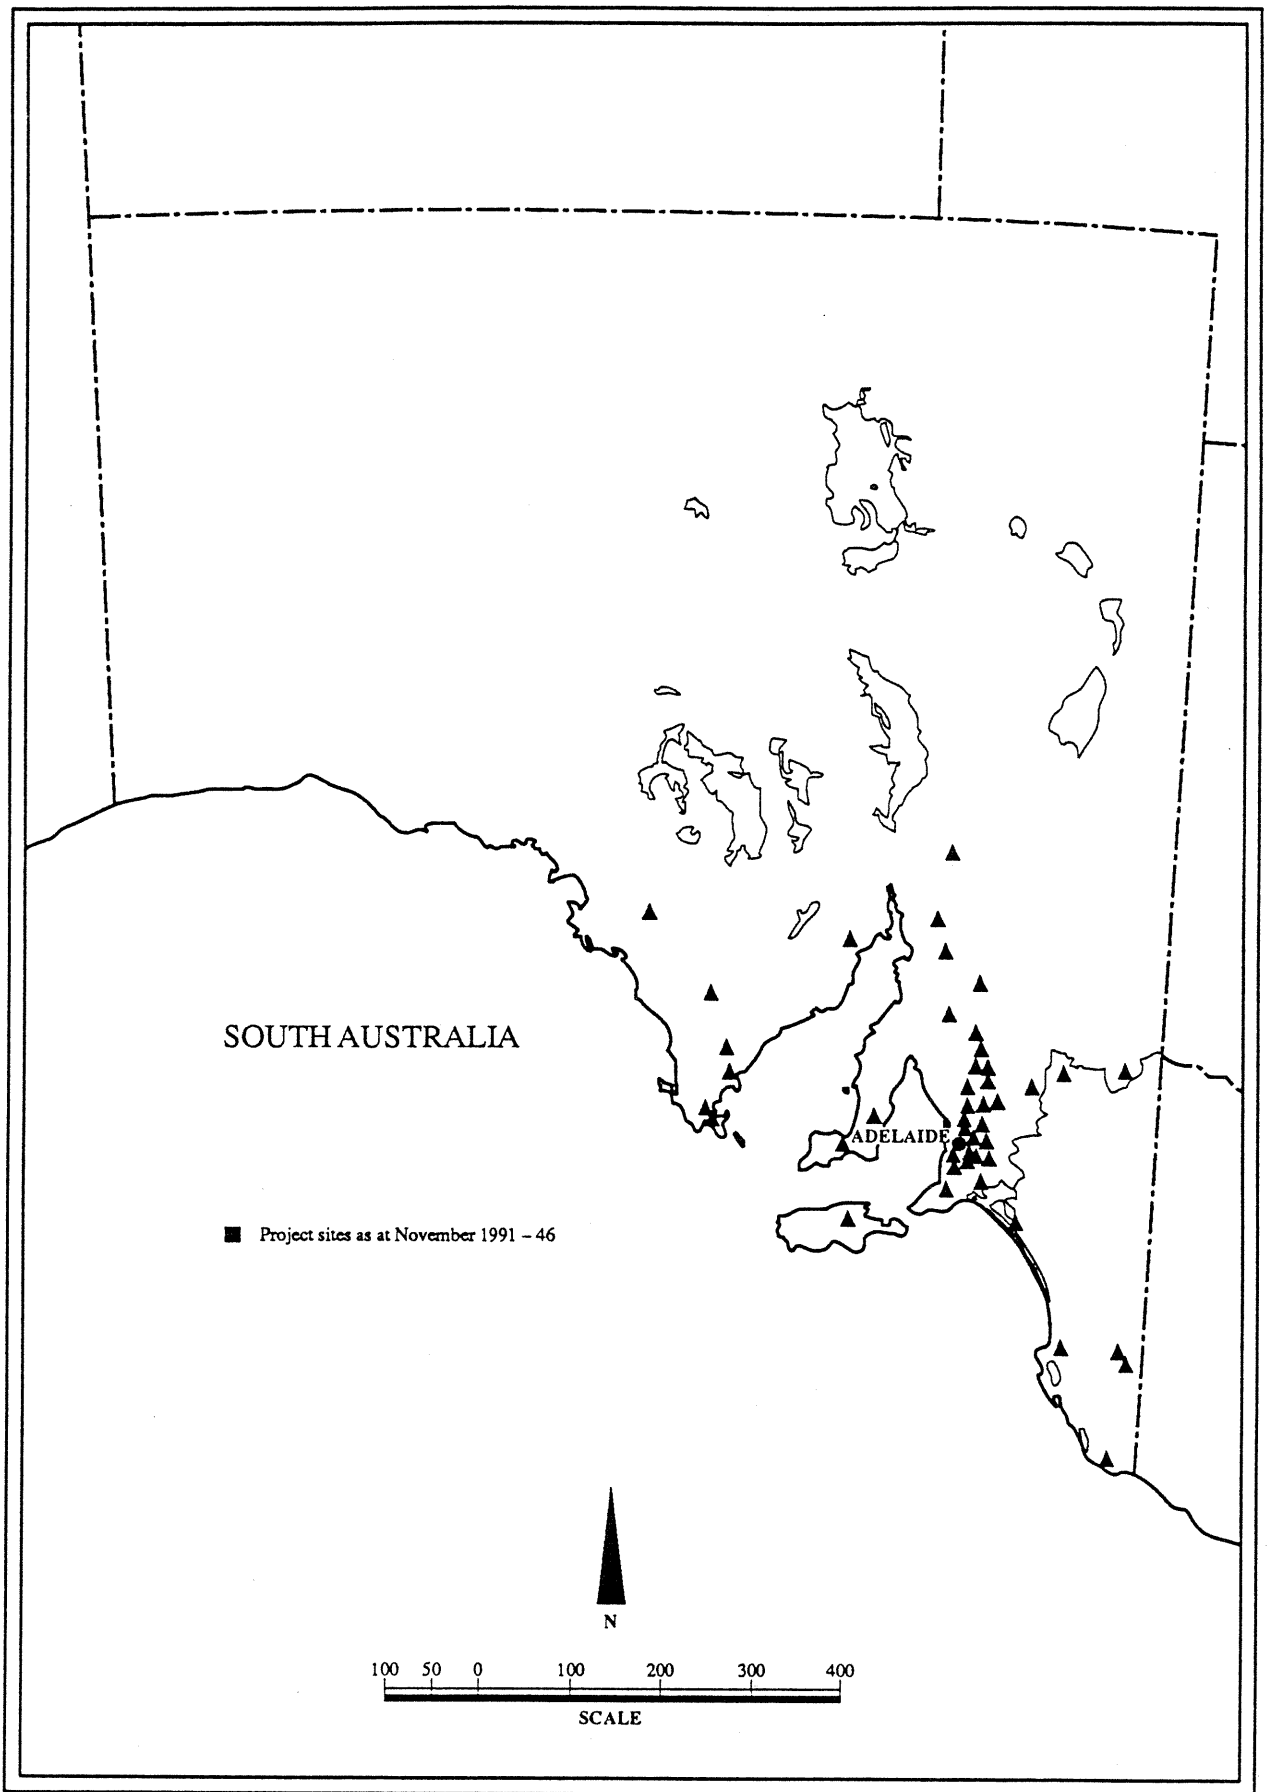 ADELAIDE
SOUTH AUSTRALIA
Project sites as at November 1991 – 46
N
100 50 0 100 200 300 400
SCALE